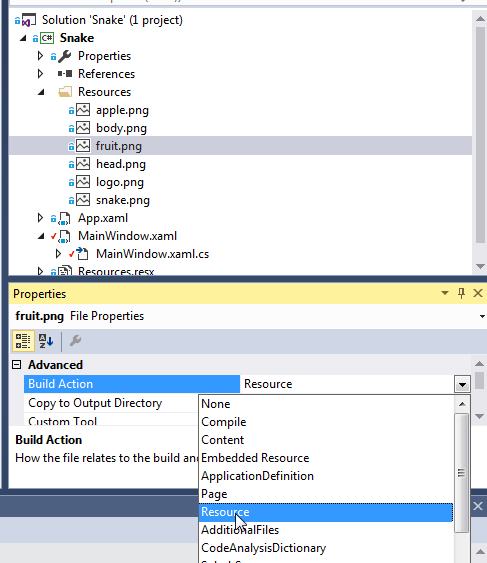 Solution 'Snake' (1 project)
C# Snake
Properties
References
Resources
apple.png
body.png
fruit.png
head.png
logo.png
snake.png
App.xaml
MainWindow.xaml
MainWindow.xaml.cs
Resources.resx
Properties
fruit.png File Properties
Advanced
Build Action Resource
Copy to Output Directory
Custom Tool
None
Compile
Content
Embedded Resource
ApplicationDefinition
Page
Resource
AdditionalFiles
CodeAnalysisDictionary
Build Action
How the file relates to the build and